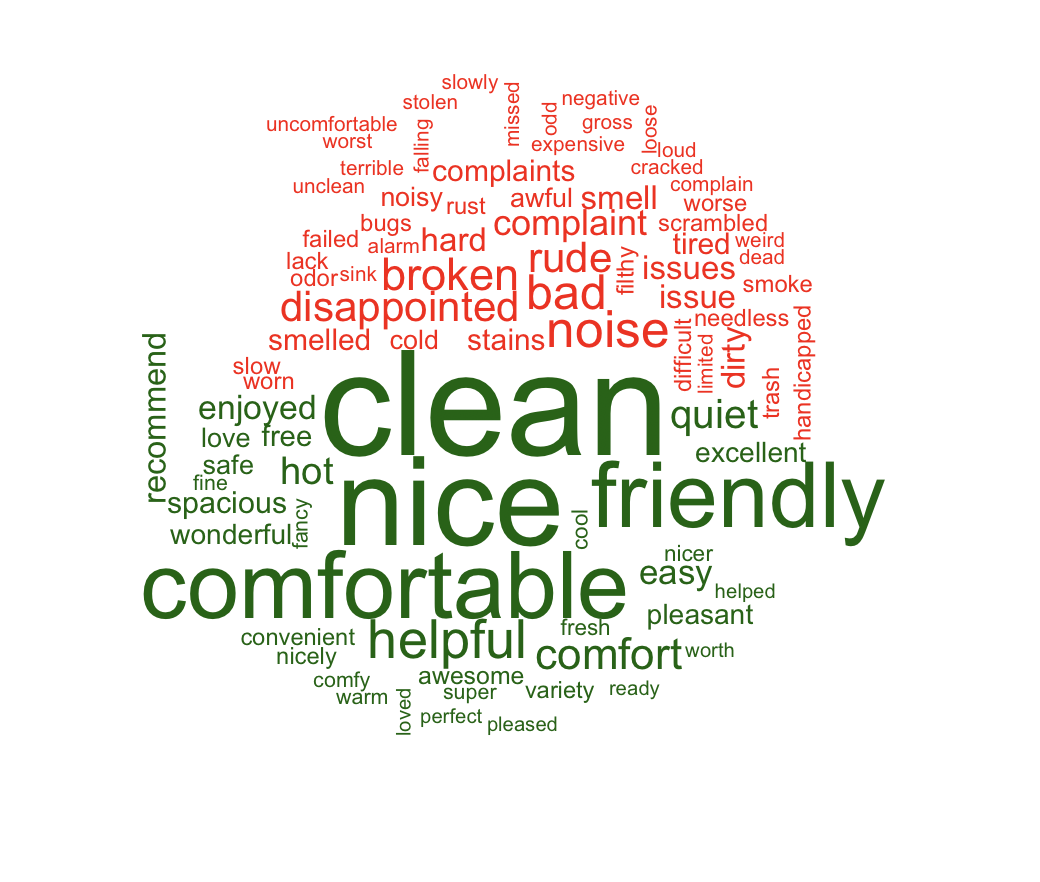 slowly
stolen
missed
odd
negative
uncomfortable
worst
falling
gross
expensive
loose
loud
terrible
complaints
cracked
unclean
noisy
rust
awful
smell
complain
worse
bugs
complaint
scrambled
failed
alarm
hard
rude
filthy
tired
weird
lack
odor
sink
broken
bad
issues
dead
issue
smoke
disappointed
noise
needless
smelled
cold
stains
difficult
limited
dirty
trash
handicapped
slow
worn
recommend
clean
enjoyed
quiet
love
free
excellent
safe
hot
fine
nice
friendly
spacious
fancy
cool
wonderful
comfortable
nicer
easy
helped
pleasant
convenient
helpful
fresh
comfort
worth
nicely
comfy
awesome
warm
loved
super
variety
ready
perfect
pleased